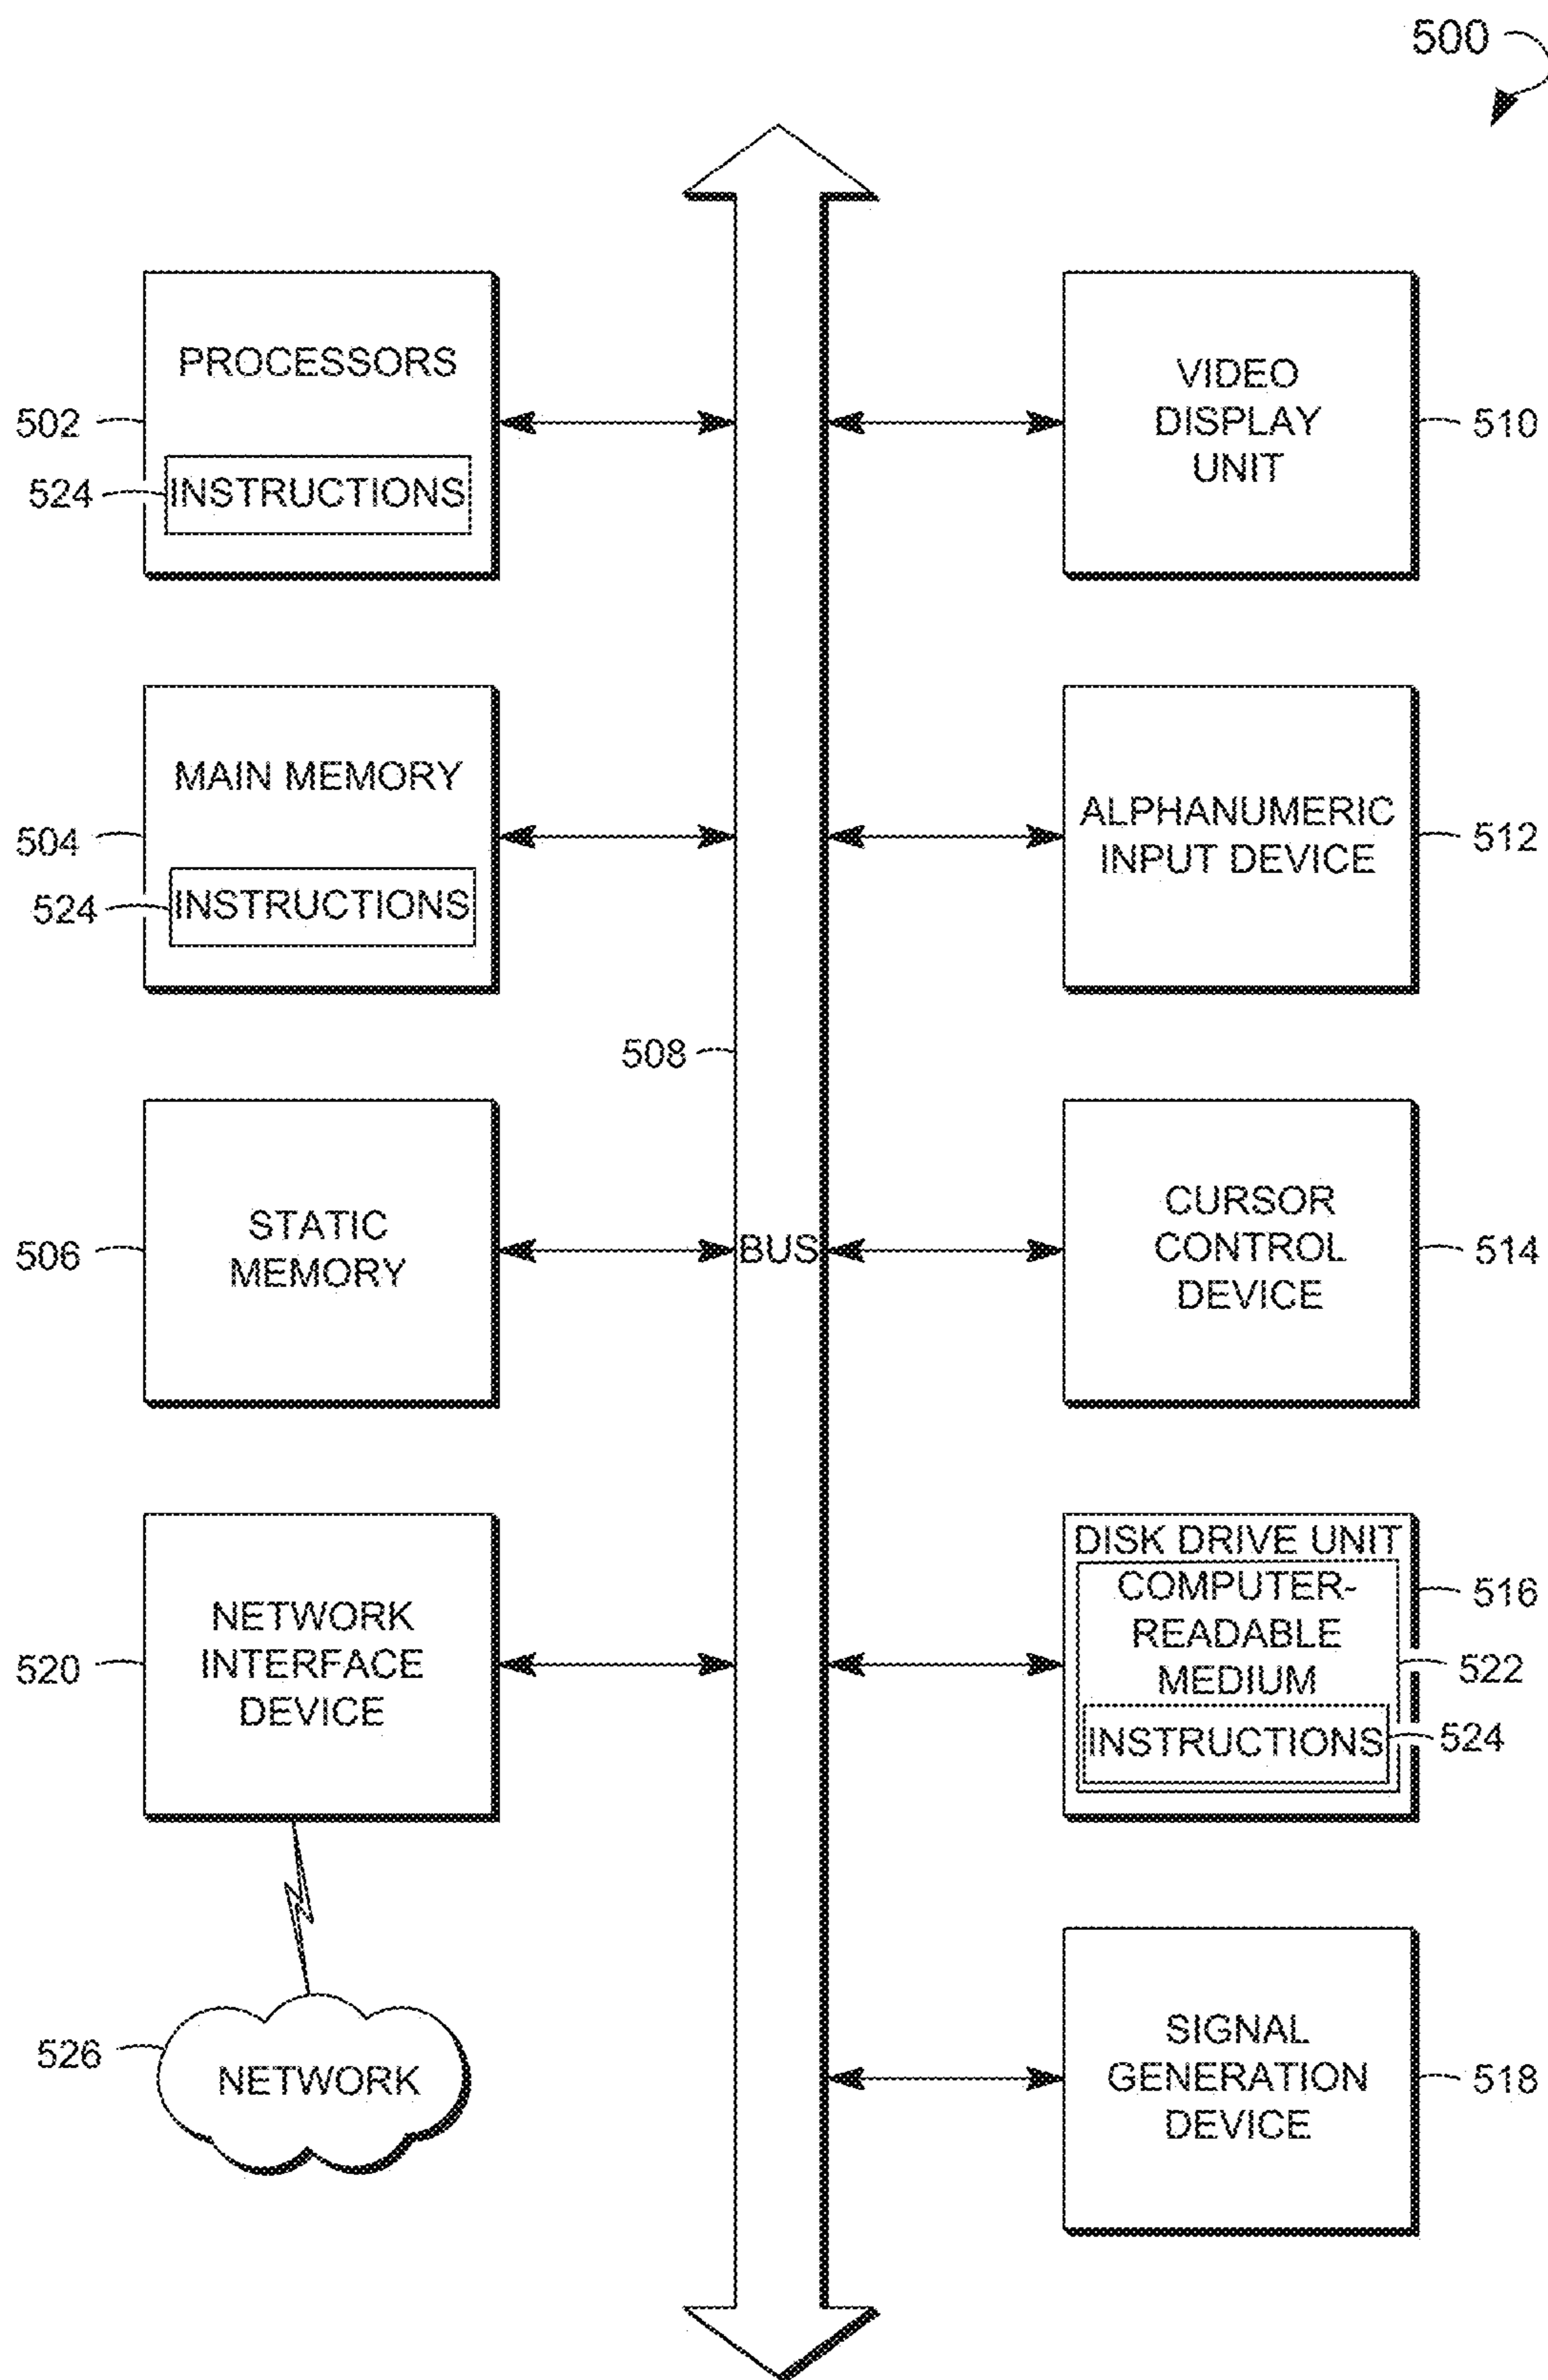 500
PROCESSORS
502
524
INSTRUCTIONS
VIDEO
DISPLAY
UNIT
510
MAIN MEMORY
504
524
INSTRUCTIONS
ALPHANUMERIC
INPUT DEVICE
512
508
STATIC
MEMORY
506
BUS
CURSOR
CONTROL
DEVICE
514
NETWORK
INTERFACE
DEVICE
520
DISK DRIVE UNIT
COMPUTER-
READABLE
MEDIUM
516
522
INSTRUCTIONS
524
526
NETWORK
SIGNAL
GENERATION
DEVICE
518